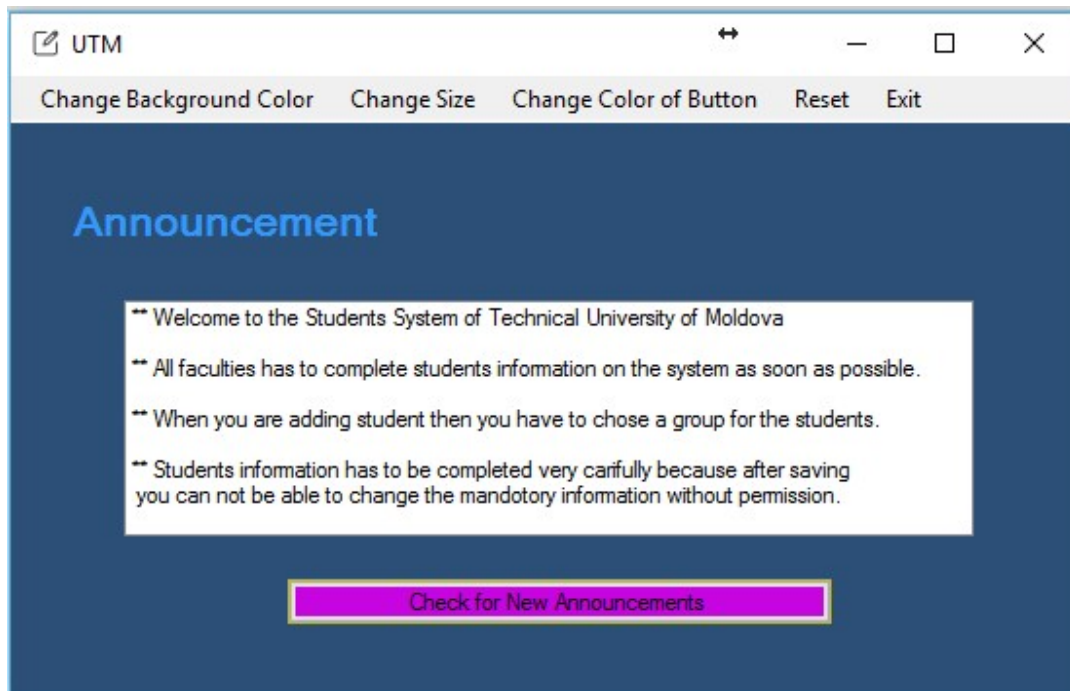 UTM
Change Background Color Change Size Change Color of Button Reset Exit
Announcement
** Welcome to the Students System of Technical University of Moldova
** All faculties has to complete students information on the system as soon as possible.
** When you are adding student then you have to chose a group for the students.
** Students information has to be completed very carifully because after saving
you can not be able to change the mandotory information without permission.
Check for New Announcements